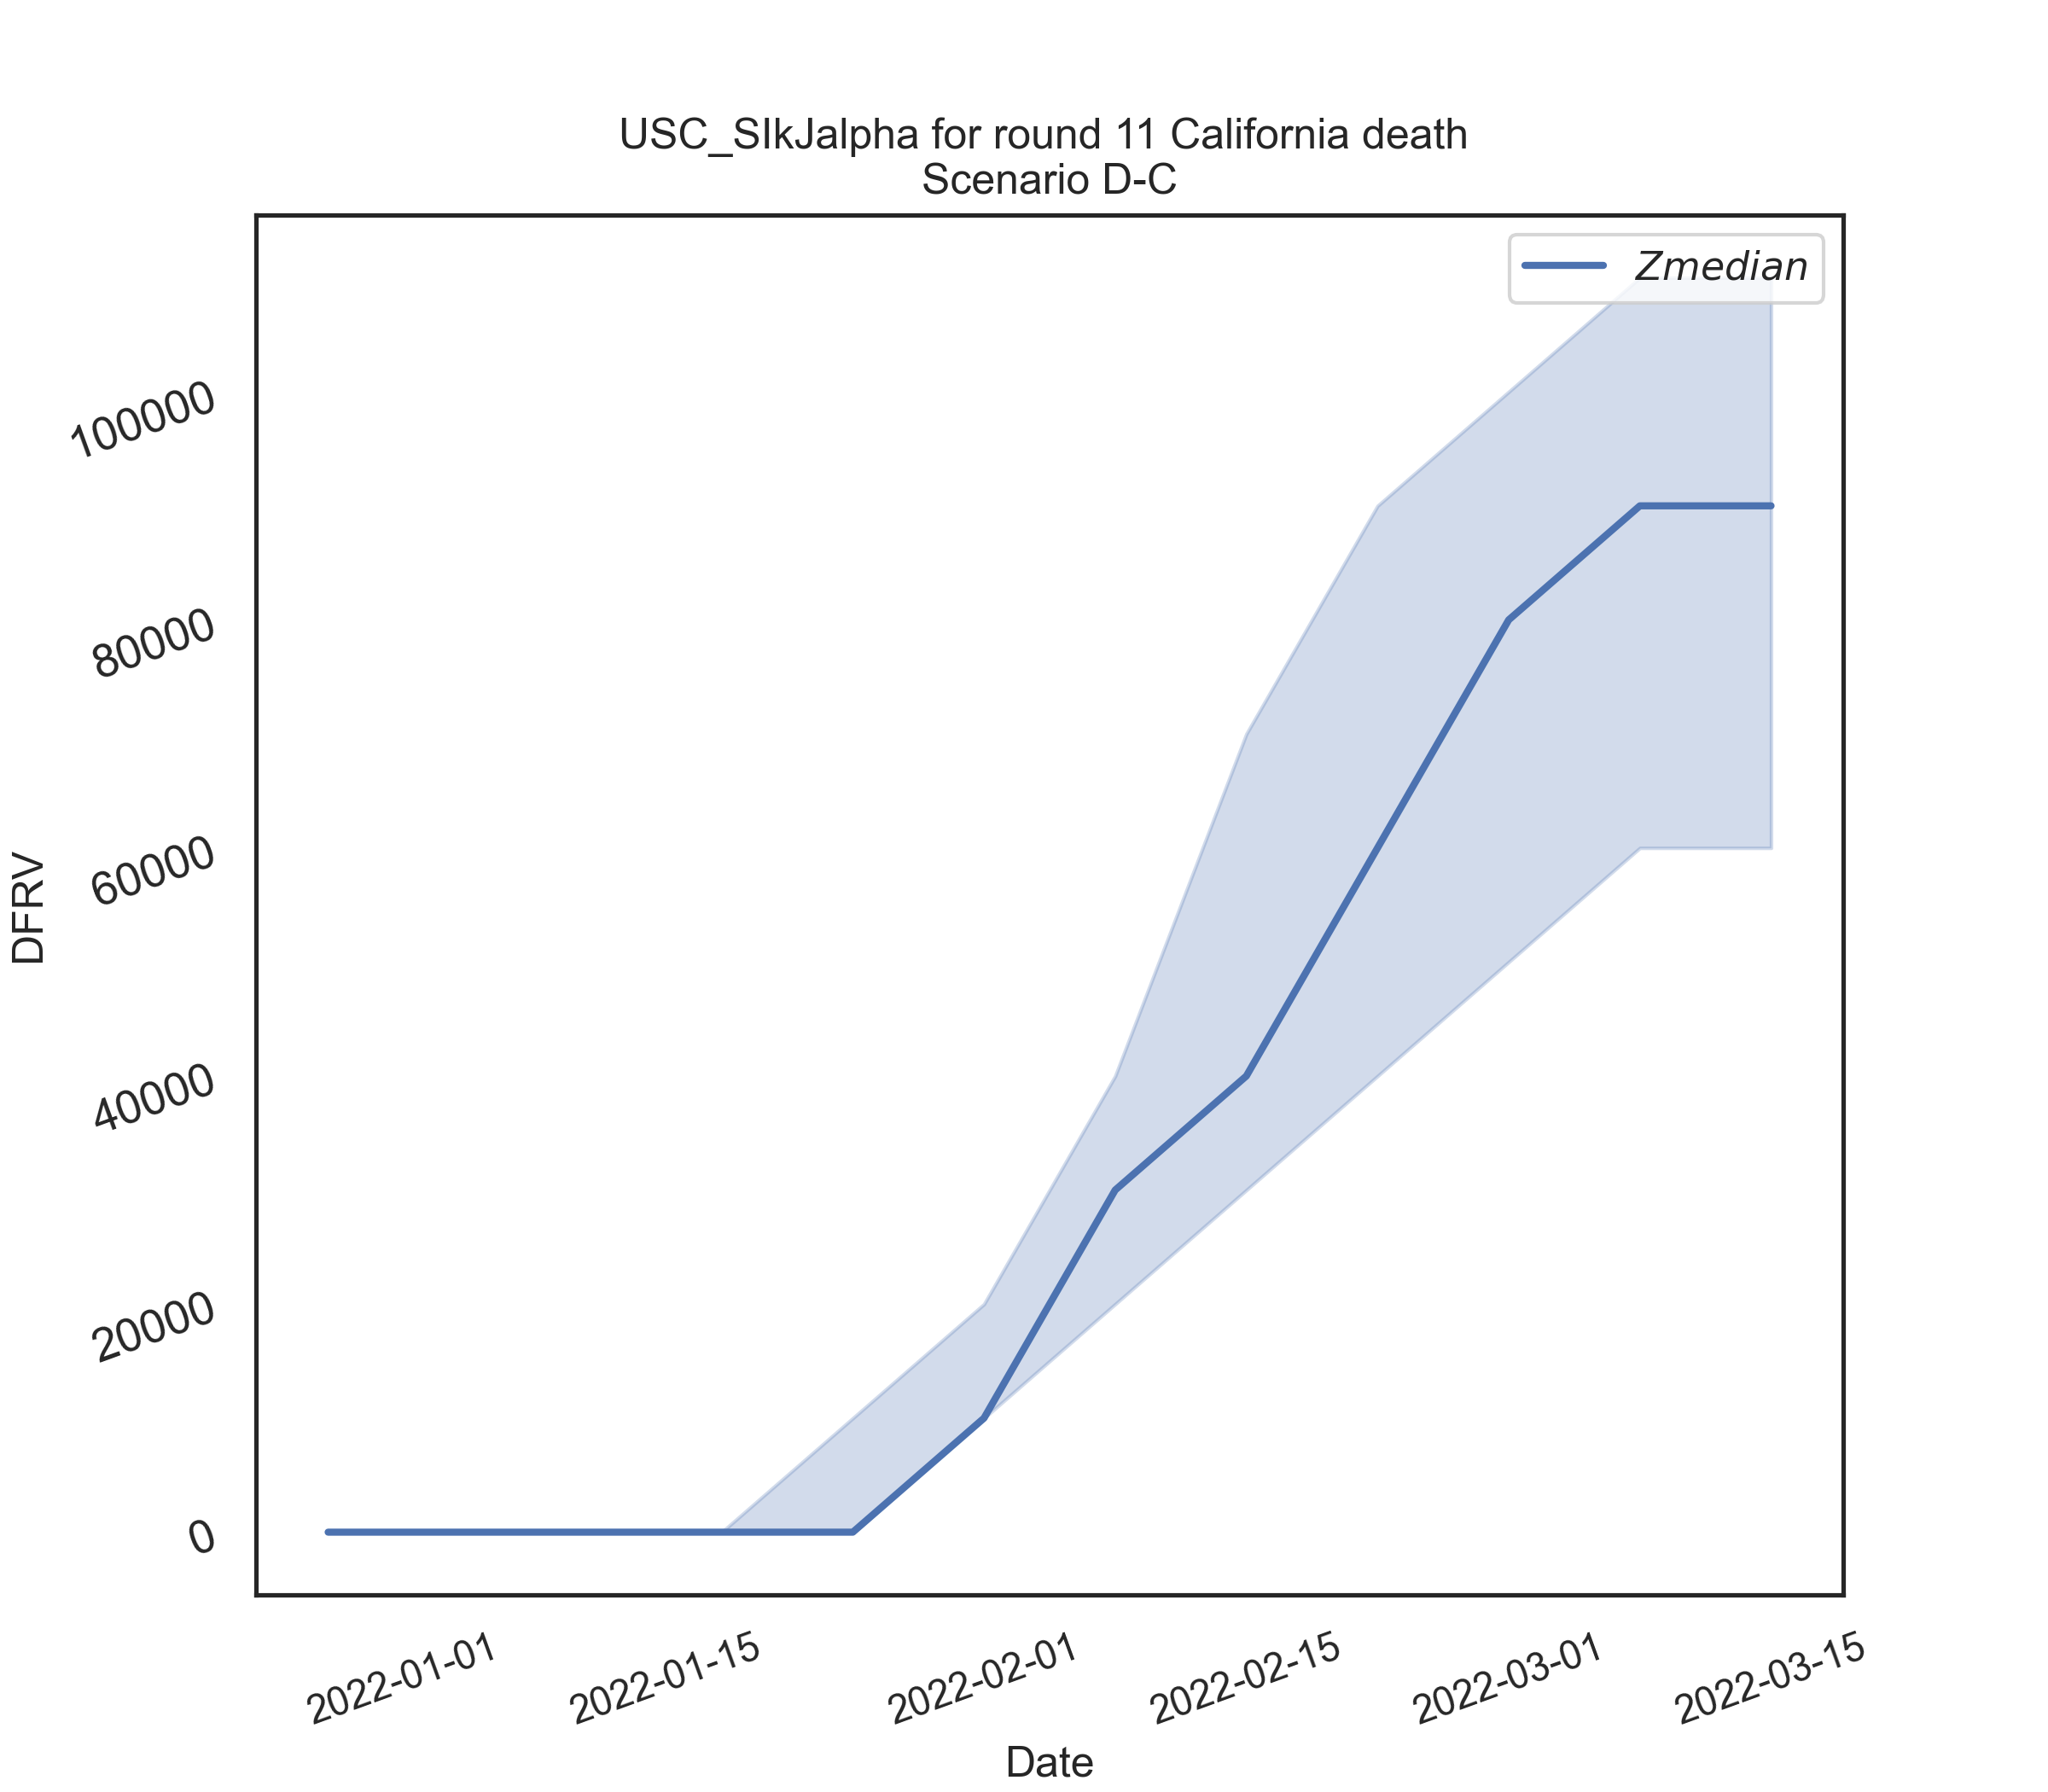 USC_SIkJalpha for round 11 California death
Scenario D-C
Zmedian
100000
80000
60000
40000
20000
0
DFRV
2022-01-01
2022-01-15
2022-02-01
2022-02-15
2022-03-01
2022-03-15
Date